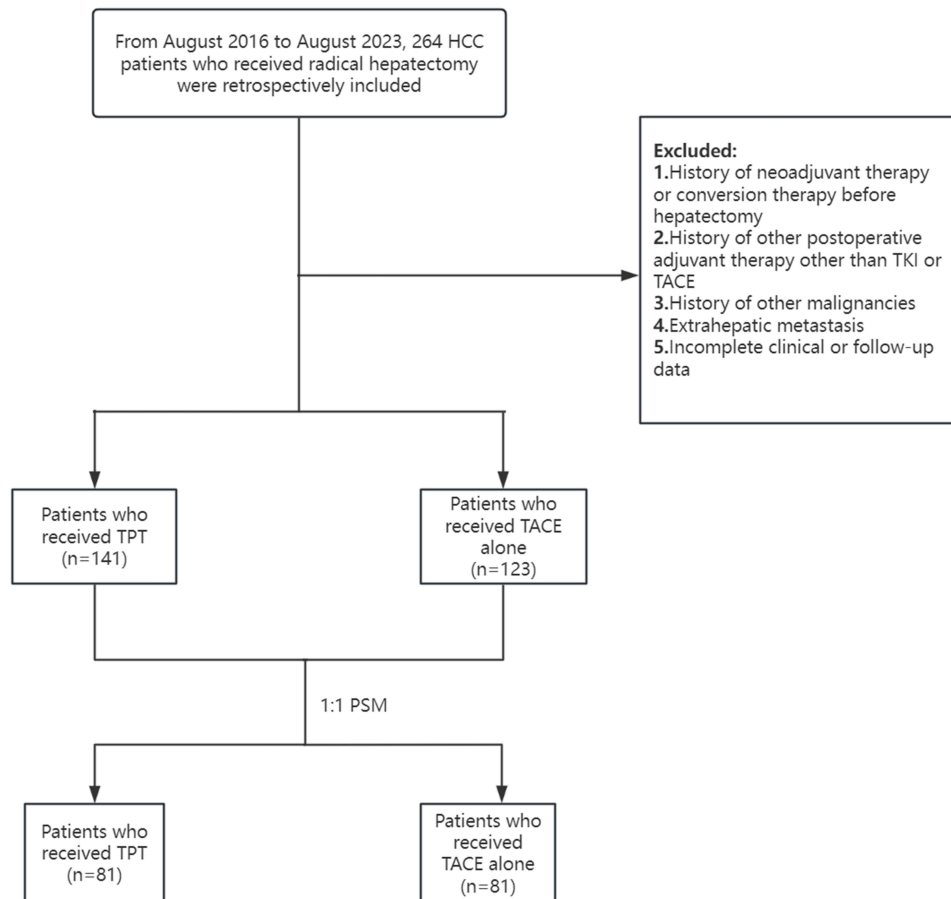 From August 2016 to August 2023, 264 HCC
patients who received radical hepatectomy
were retrospectively included
Excluded:
1.History of neoadjuvant therapy
or conversion therapy before
hepatectomy
2.History of other postoperative
adjuvant therapy other than TKI or
TACE
3.History of other malignancies
4.Extrahepatic metastasis
5.Incomplete clinical or follow-up
data
Patients who
received TPT
(n=141)
Patients who
received TACE
alone
(n=123)
1:1 PSM
Patients who
received TPT
(n=81)
Patients who
received
TACE alone
(n=81)